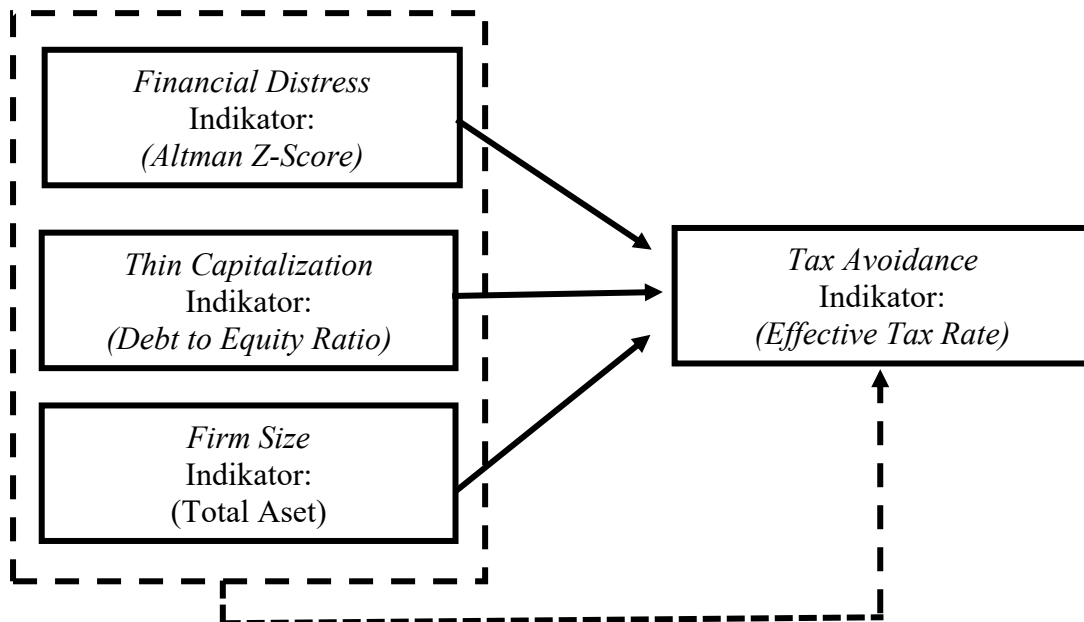 Financial Distress
Indikator:
(Altman Z-Score)
Thin Capitalization
Indikator:
(Debt to Equity Ratio)
Firm Size
Indikator:
(Total Aset)
Tax Avoidance
Indikator:
(Effective Tax Rate)